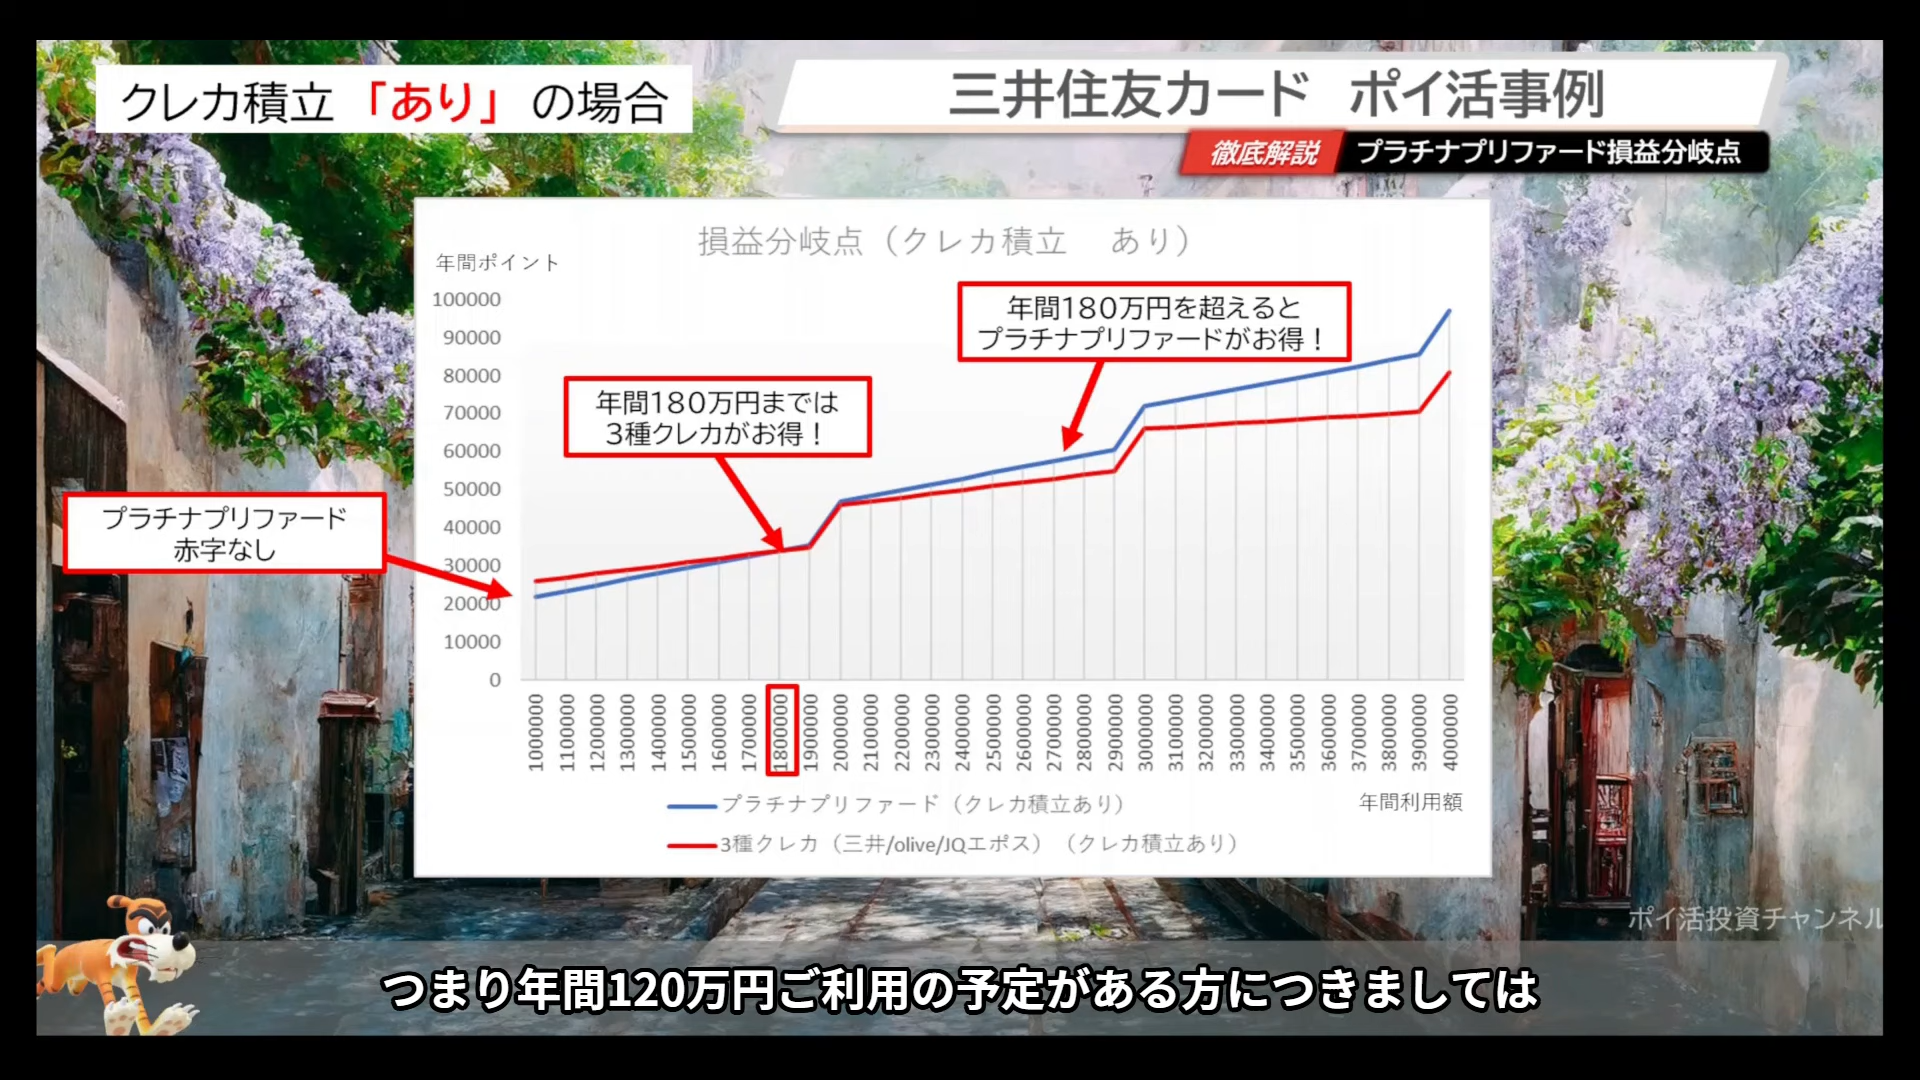 クレカ積立「あり」の場合
三井住友カード ポイ活事例
徹底解説 プラチナプリファード損益分岐点
損益分岐点（クレカ積立 あり）
年間ポイント
100000
90000
80000
70000
60000
50000
40000
30000
20000
10000
0
年間180万円を超えると
プラチナプリファードがお得！
年間180万円までは
3種クレカがお得！
プラチナプリファード
赤字なし
1000000 1100000 1200000 1300000 1400000 1500000 1600000 1700000 1800000 1900000 2000000 2100000 2200000 2300000 2400000 2500000 2600000 2700000 2800000 2900000 3000000 3100000 3200000 3300000 3400000 3500000 3600000 3700000 3800000 3900000 4000000
年間利用額
プラチナプリファード（クレカ積立あり）
3種クレカ（三井/olive/JQエポス）（クレカ積立あり）
ポイ活投資チャンネル
つまり年間120万円ご利用の予定がある方につきましては